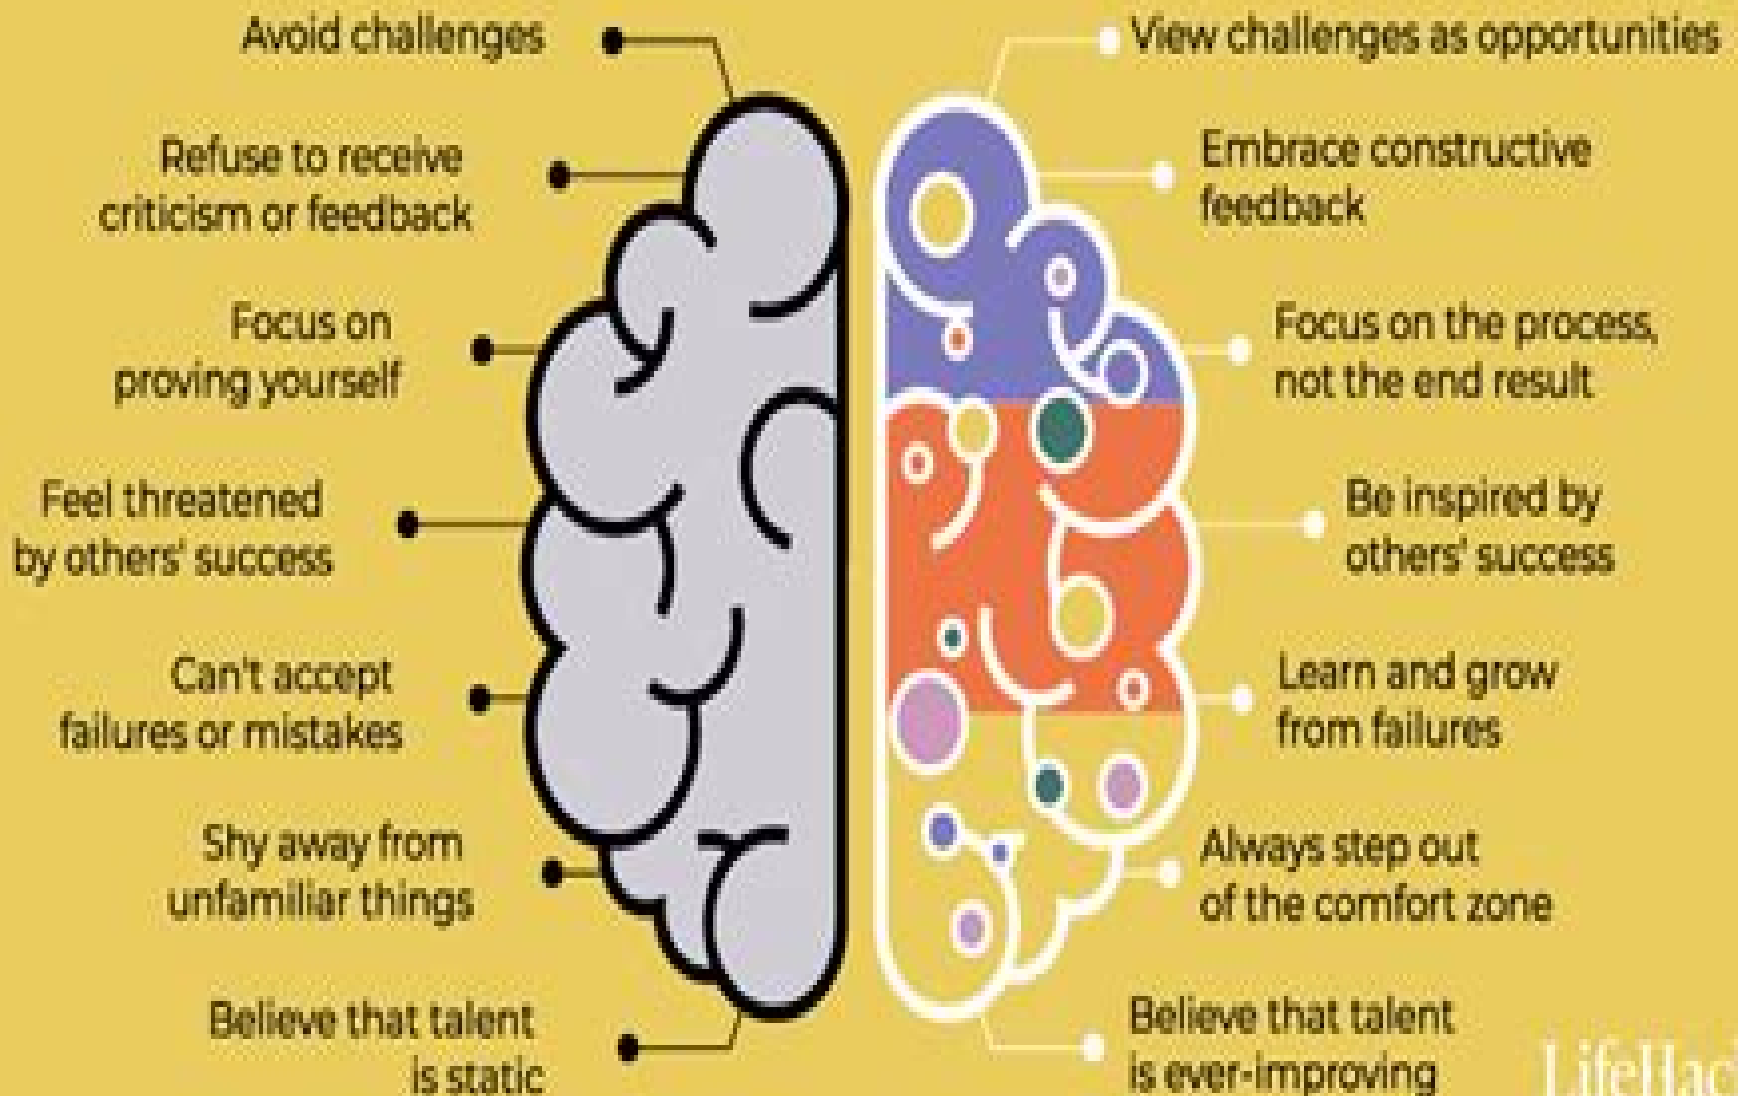 Avoid challenges
Refuse to receive
criticism or feedback
Focus on
proving yourself
Feel threatened
by others' success
Can't accept
failures or mistakes
Shy away from
unfamiliar things
Believe that talent
is static
View challenges as opportunities
Embrace constructive
feedback
Focus on the process,
not the end result
Be inspired by
others' success
Learn and grow
from failures
Always step out
of the comfort zone
Believe that talent
is ever-improving
LifeHac